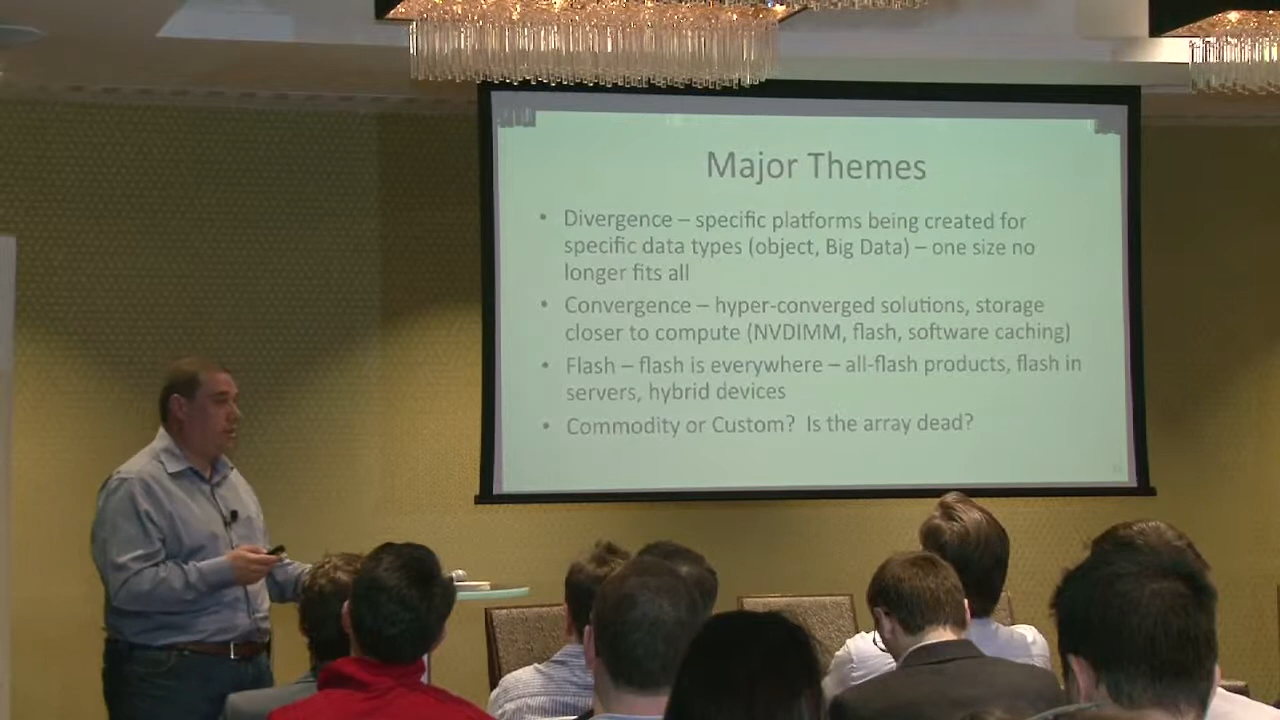 Major Themes
• Divergence – specific platforms being created for
specific data types (object, Big Data) – one size no
longer fits all
• Convergence – hyper-converged solutions, storage
closer to compute (NVDIMM, flash, software caching)
• Flash – flash is everywhere – all-flash products, flash in
servers, hybrid devices
• Commodity or Custom? Is the array dead?